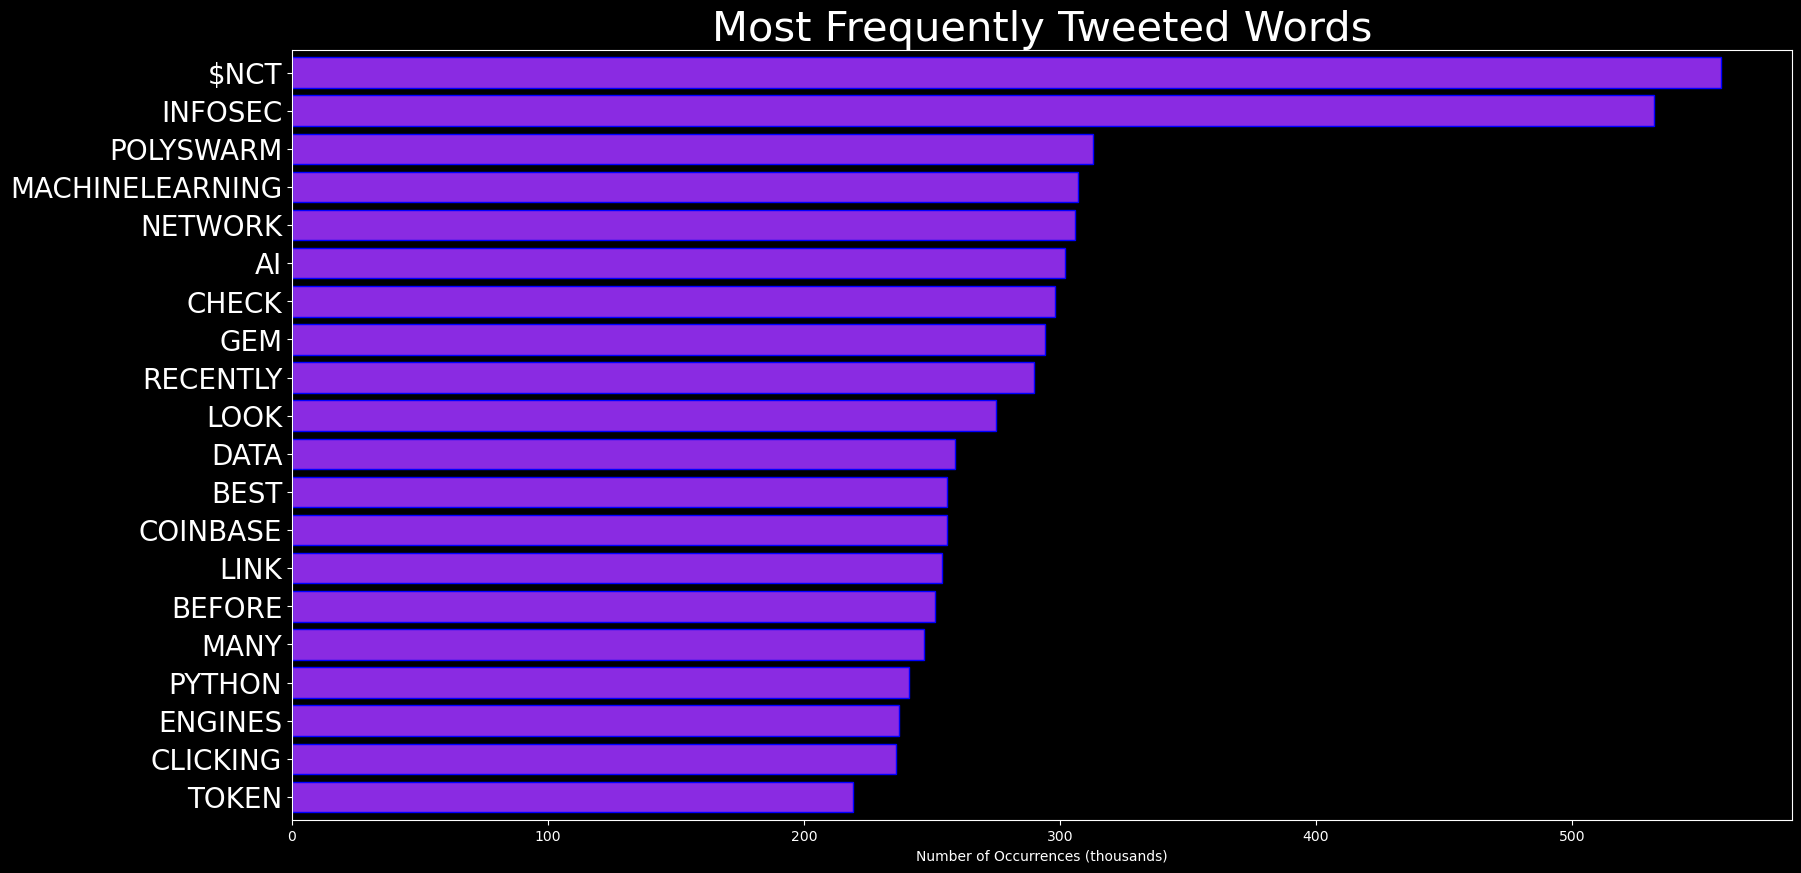 Most Frequently Tweeted Words
$NCT
INFOSEC
POLYSWARM
MACHINELEARNING
NETWORK
AI
CHECK
GEM
RECENTLY
LOOK
DATA
BEST
COINBASE
LINK
BEFORE
MANY
PYTHON
ENGINES
CLICKING
TOKEN
0 100 200 300 400 500
Number of Occurrences (thousands)